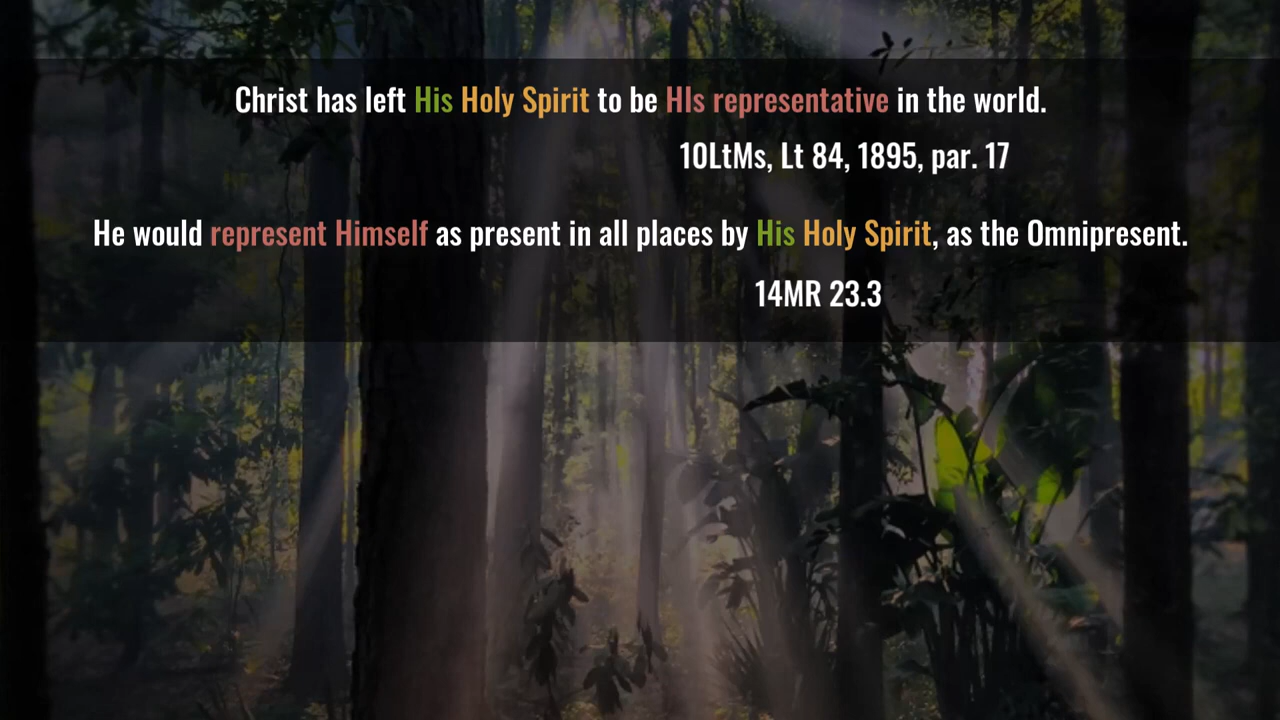 Christ has left His Holy Spirit to be HIs representative in the world.
10LtMs, Lt 84, 1895, par. 17
He would represent Himself as present in all places by His Holy Spirit, as the Omnipresent.
14MR 23.3